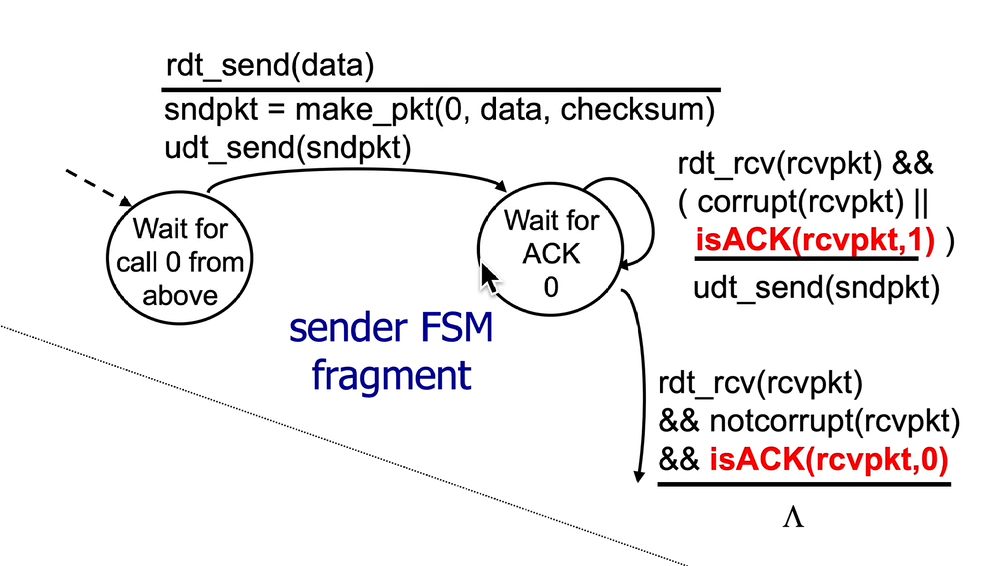 rdt_send(data)
sndpkt = make_pkt(0, data, checksum)
udt_send(sndpkt)
Wait for
call 0 from
above
Wait for
ACK
0
rdt_rcv(rcvpkt) &&
( corrupt(rcvpkt) ||
isACK(rcvpkt,1) )
udt_send(sndpkt)
sender FSM
fragment
rdt_rcv(rcvpkt)
&& notcorrupt(rcvpkt)
&& isACK(rcvpkt,0)
Λ